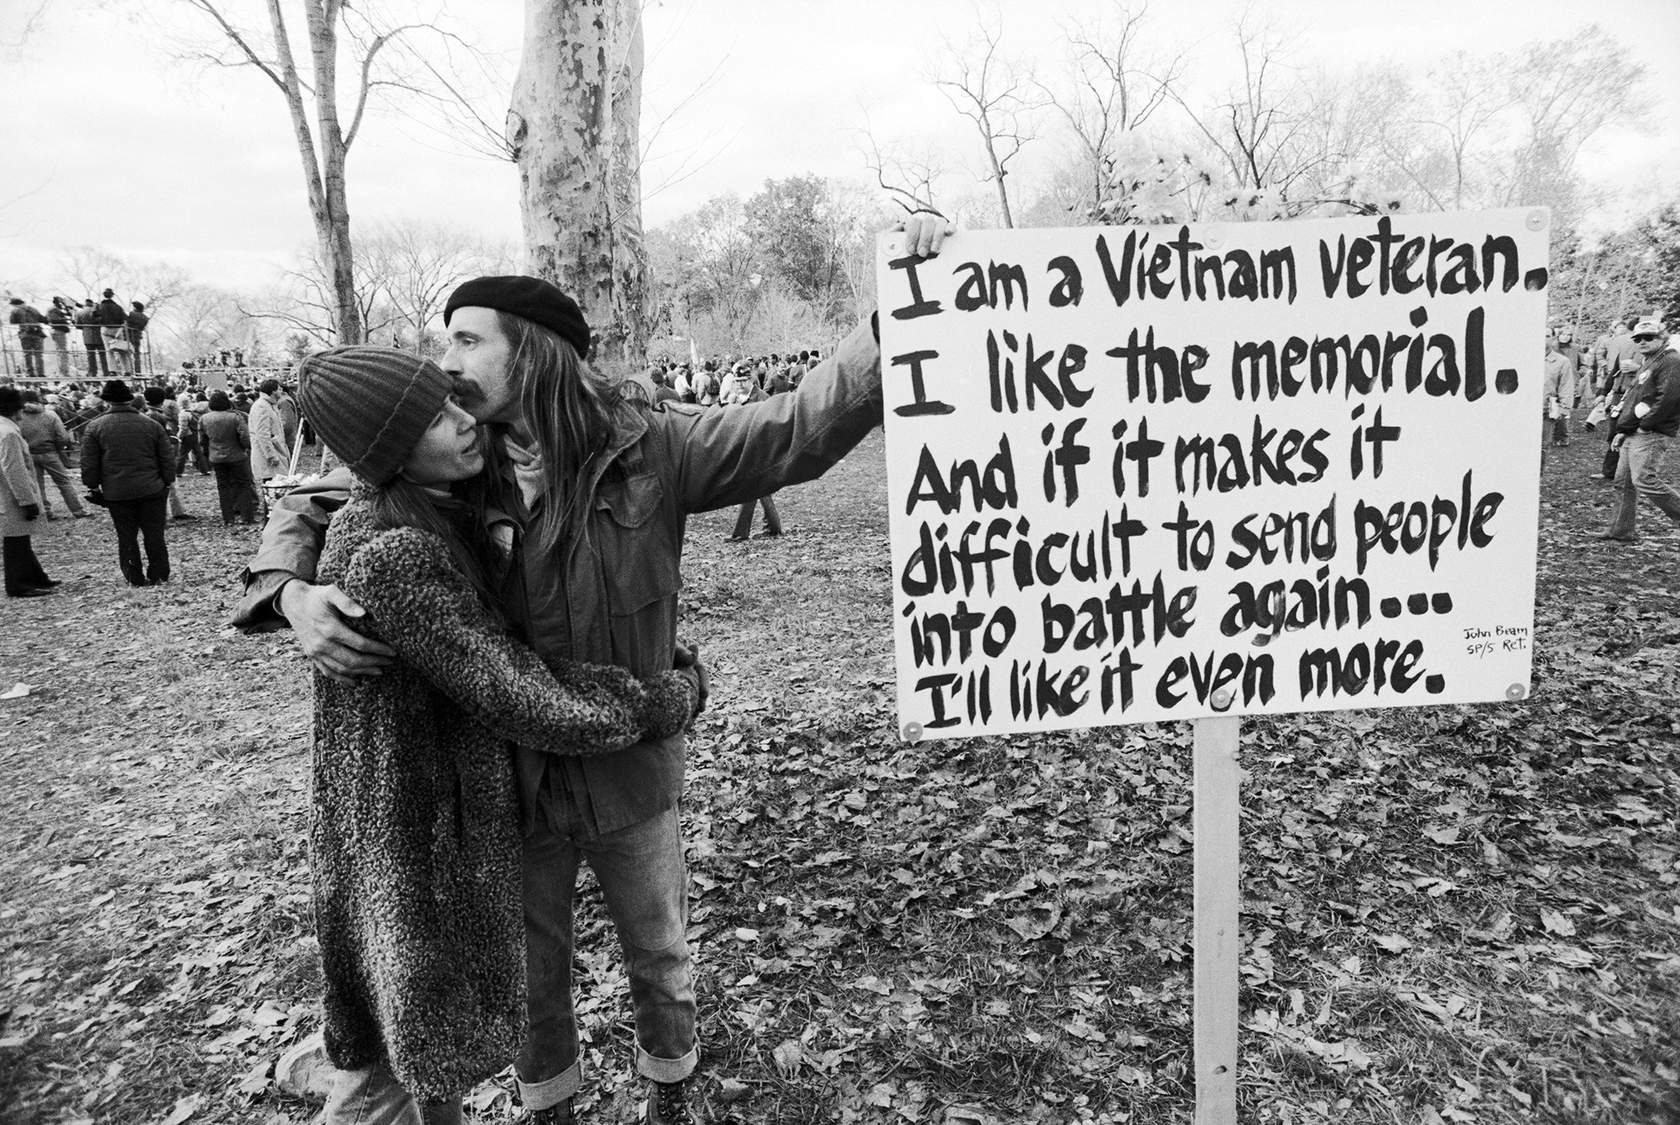 I am a Vietnam veteran.
I like the memorial.
And if it makes it
difficult to send people
into battle again...
I'll like it even more.
John Beam
SP/5 Ret.